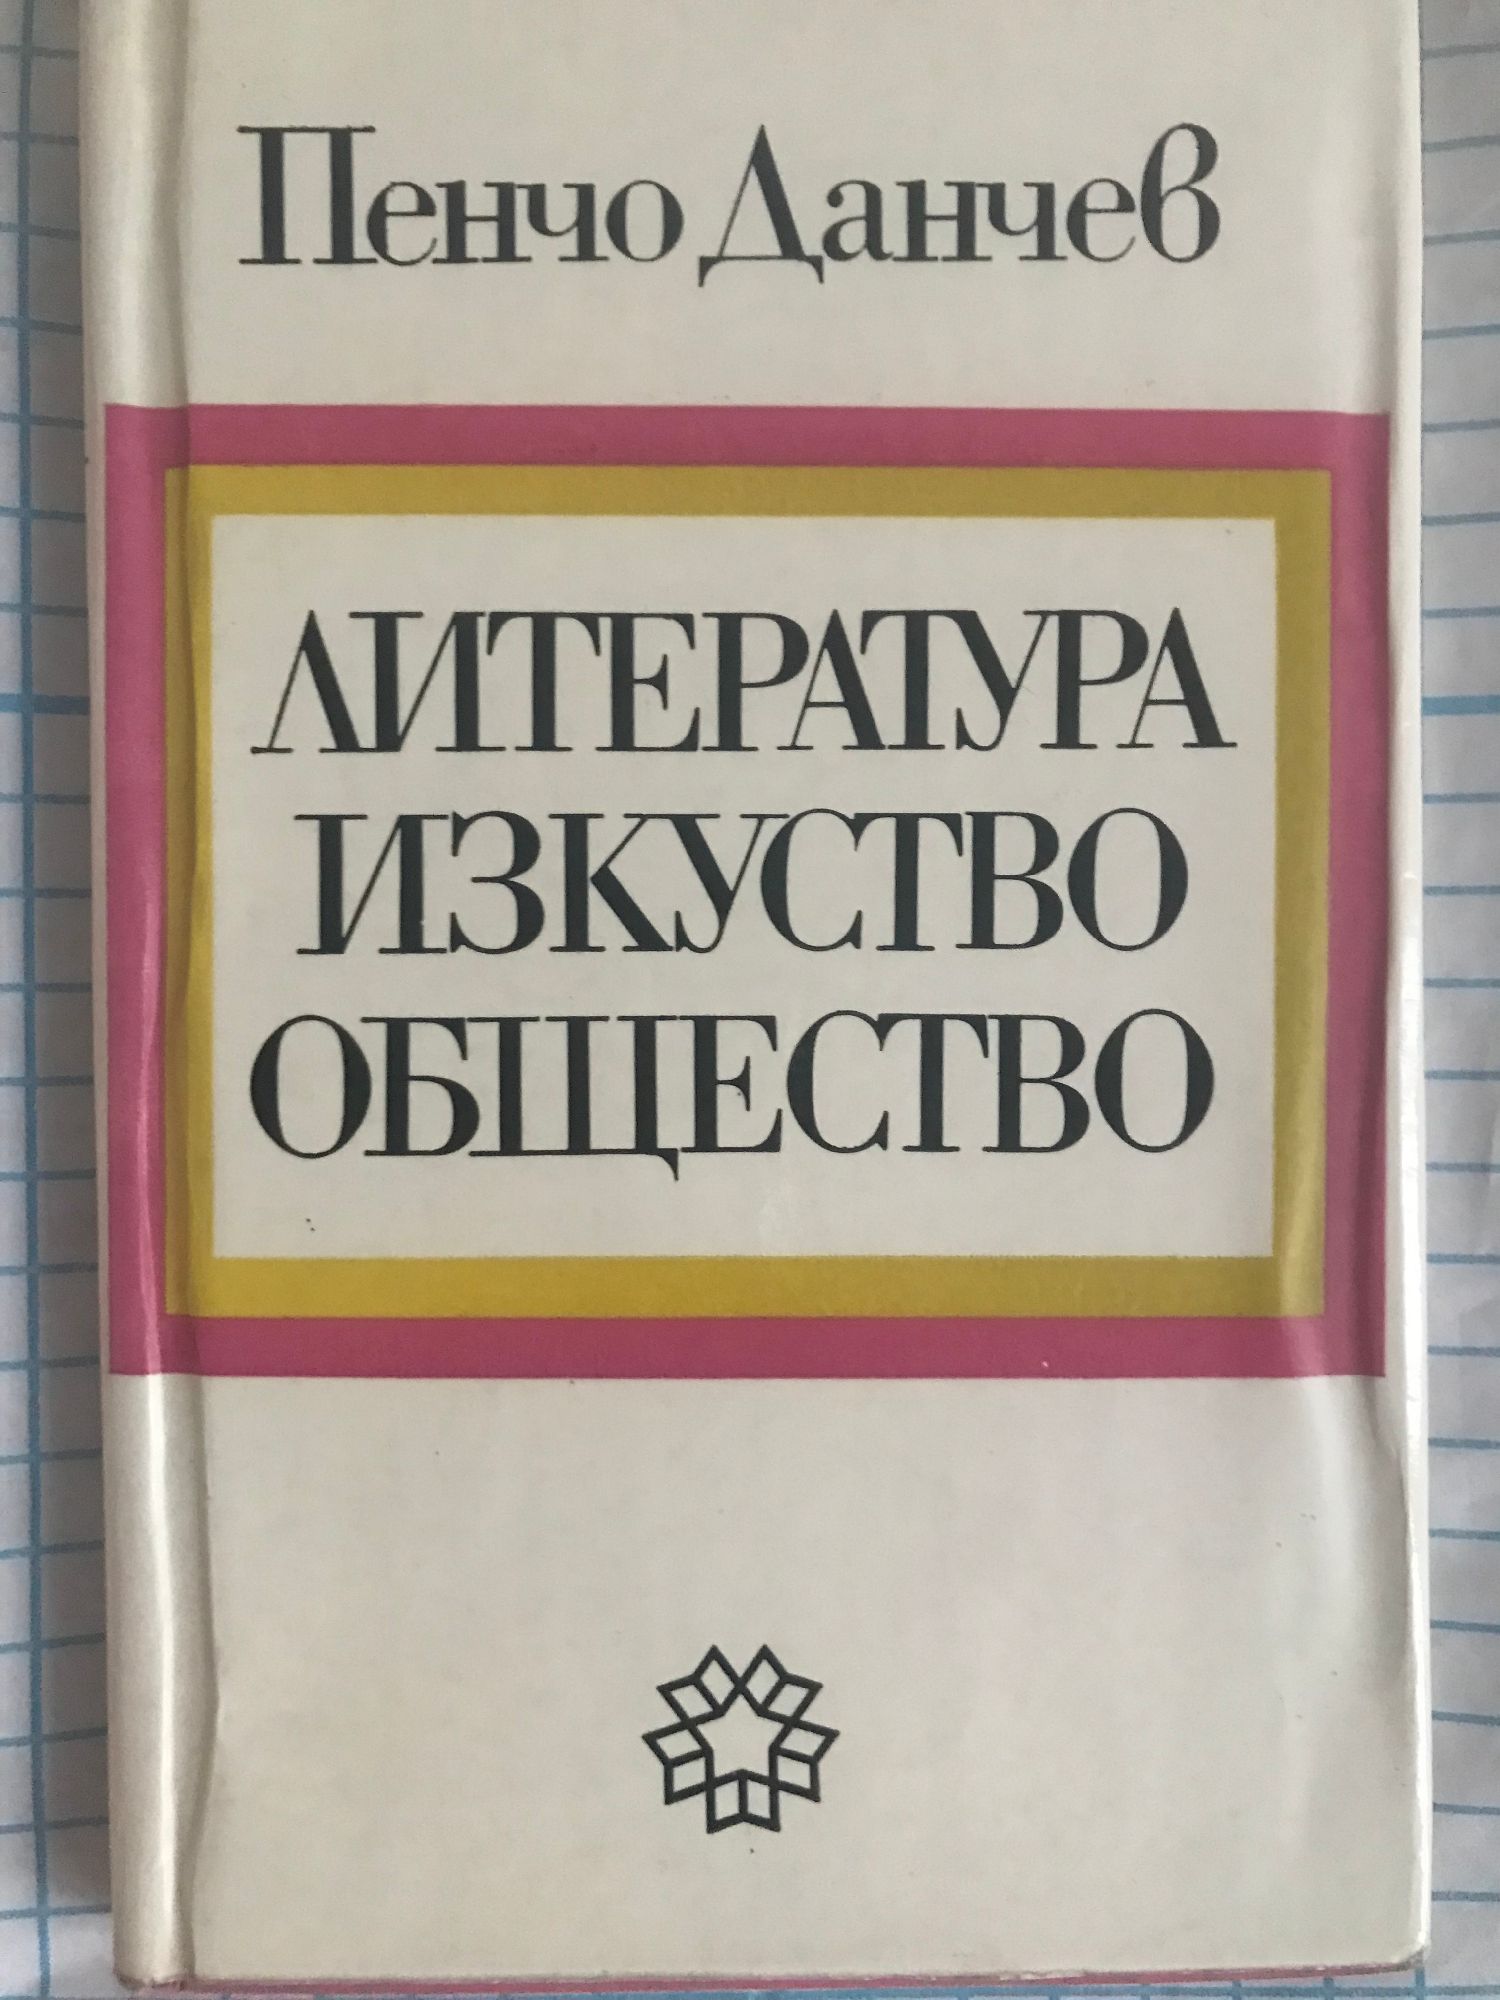 Пенчо Данчев
ЛИТЕРАТУРА
ИЗКУСТВО
ОБЩЕСТВО